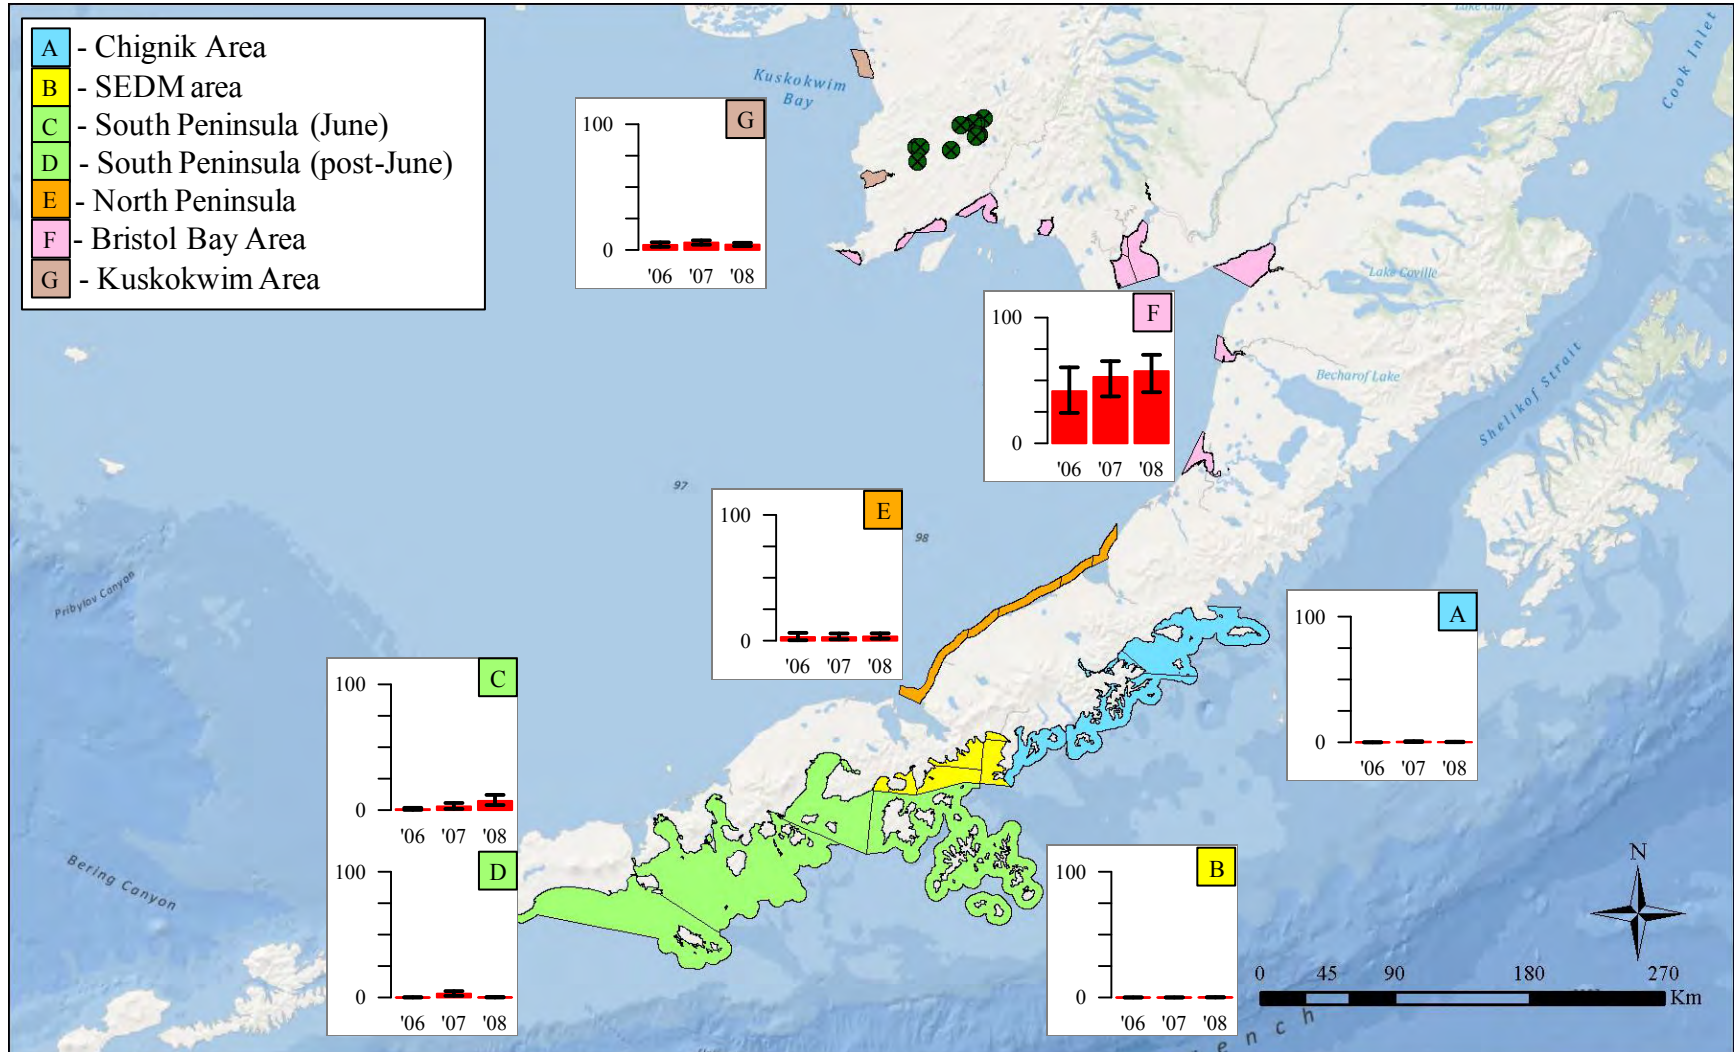 A - Chignik Area
B - SEDM area
C - South Peninsula (June)
D - South Peninsula (post-June)
E - North Peninsula
F - Bristol Bay Area
G - Kuskokwim Area
Kuskokwim
Bay
Lake Clark
Cook Inlet
G
100
0
'06 '07 '08
Lake Coville
F
100
0
'06 '07 '08
Becharof Lake
Shelikof Strait
97
98
E
100
0
'06 '07 '08
Pribylov Canyon
A
100
0
'06 '07 '08
C
100
0
'06 '07 '08
D
100
0
'06 '07 '08
Bering Canyon
B
100
0
'06 '07 '08
N
0 45 90 180 270
Km
ench